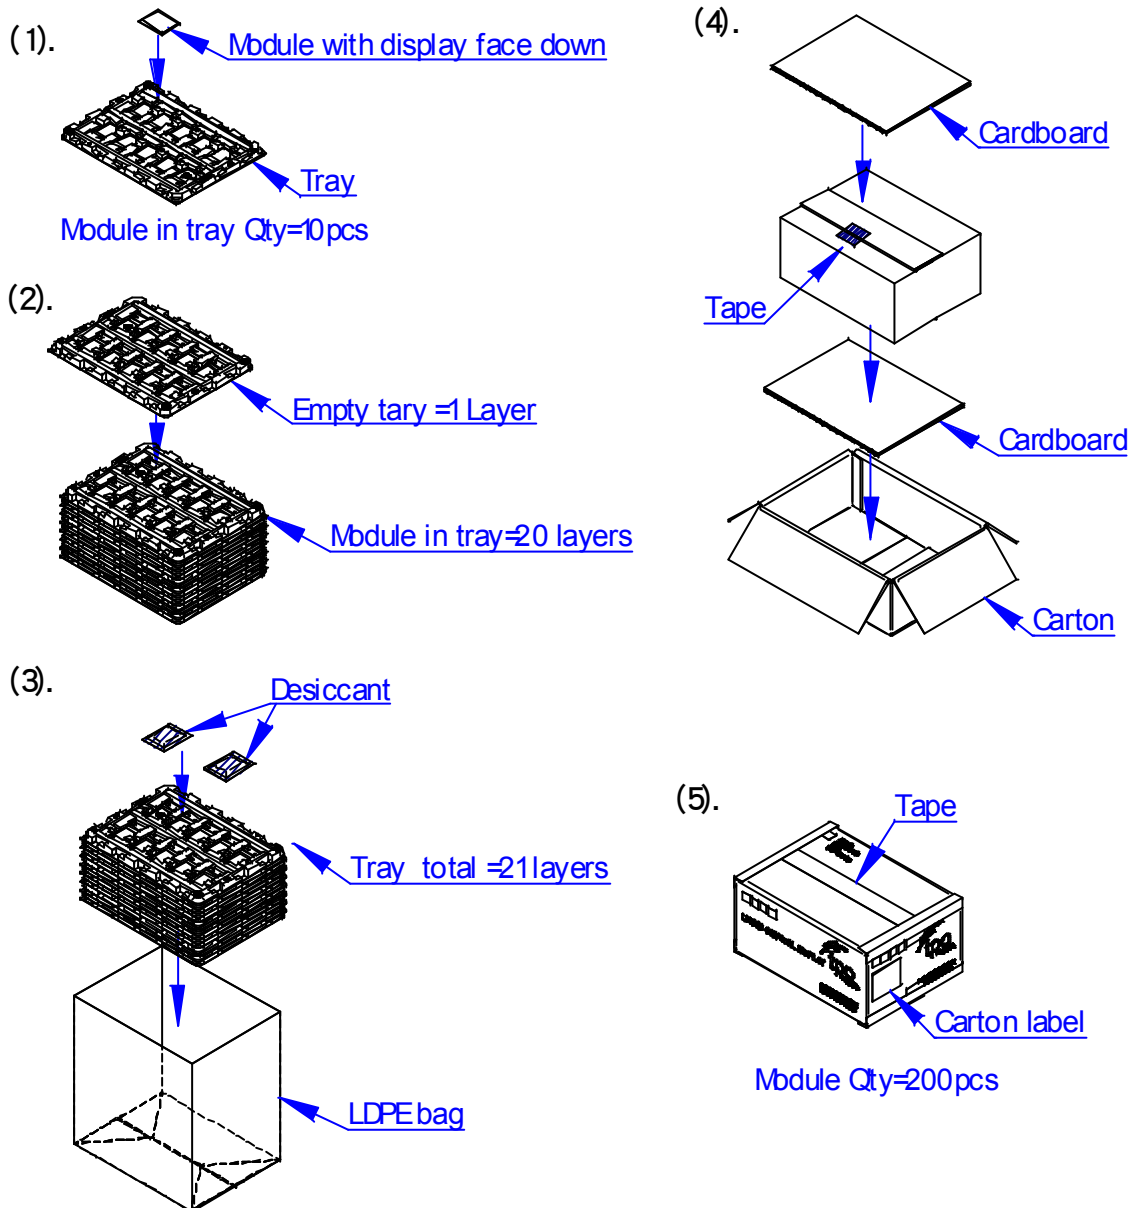 (1).
Module with display face down
Tray
Module in tray Qty=10pcs
(2).
Empty tary =1 Layer
Module in tray=20 layers
(3).
Desiccant
Tray total =21 layers
LDPE bag
(4).
Cardboard
Tape
Cardboard
Carton
(5).
Tape
Carton label
Module Qty=200pcs